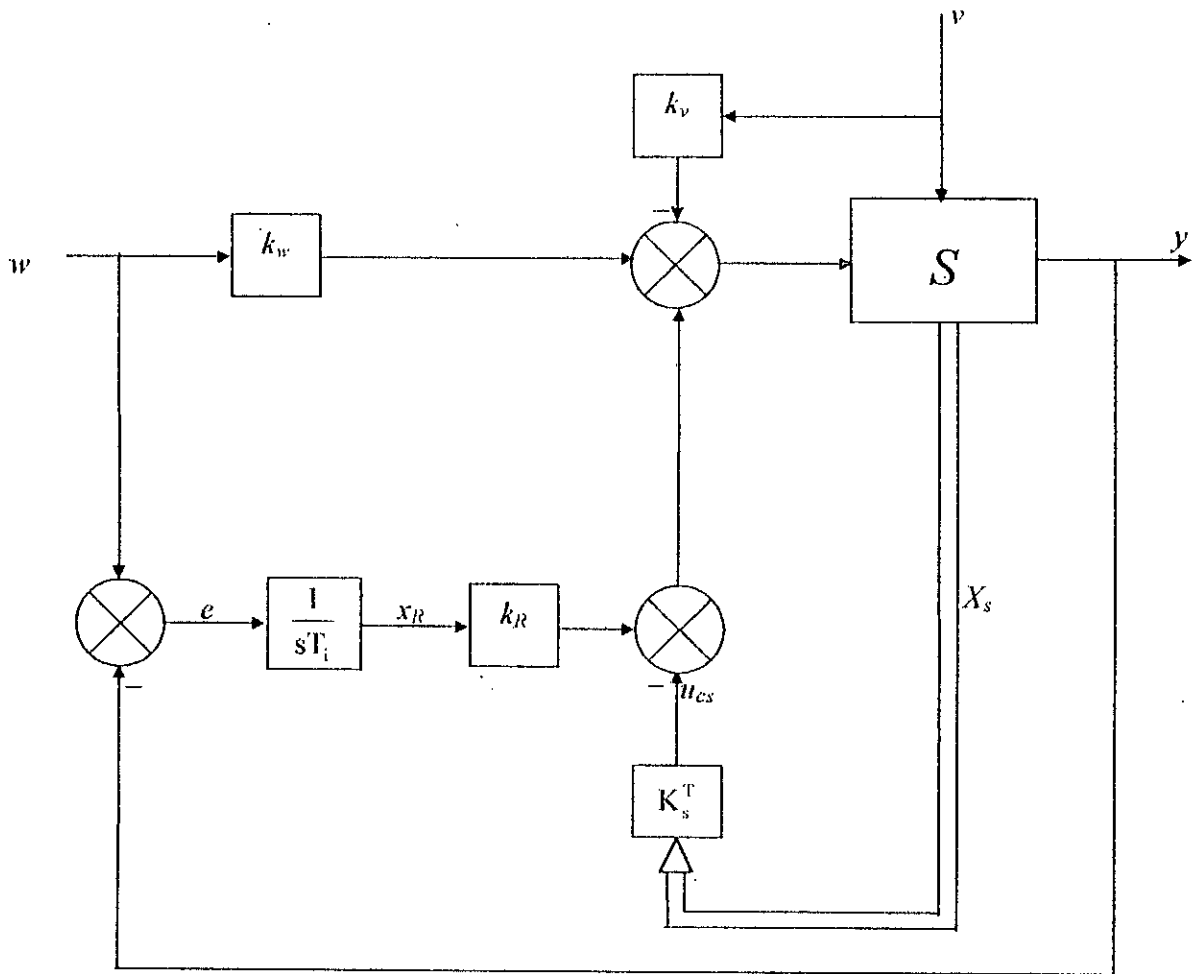 v
k_v
−
w
k_w
S
y
e
1
sT_i
x_R
k_R
X_s
−
− u_cs
K_s^T